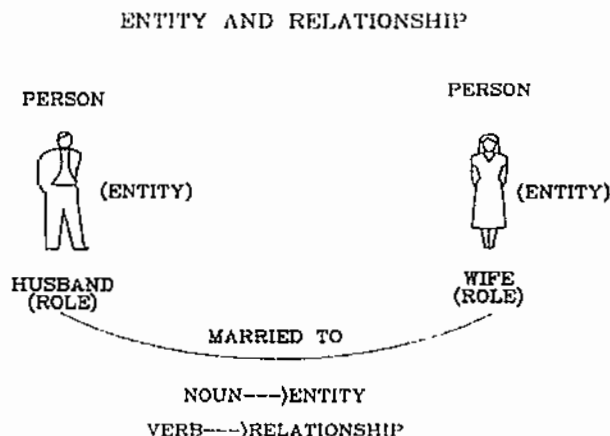 ENTITY AND RELATIONSHIP
PERSON
PERSON
(ENTITY)
(ENTITY)
HUSBAND
(ROLE)
WIFE
(ROLE)
MARRIED TO
NOUN--->ENTITY
VERB--->RELATIONSHIP